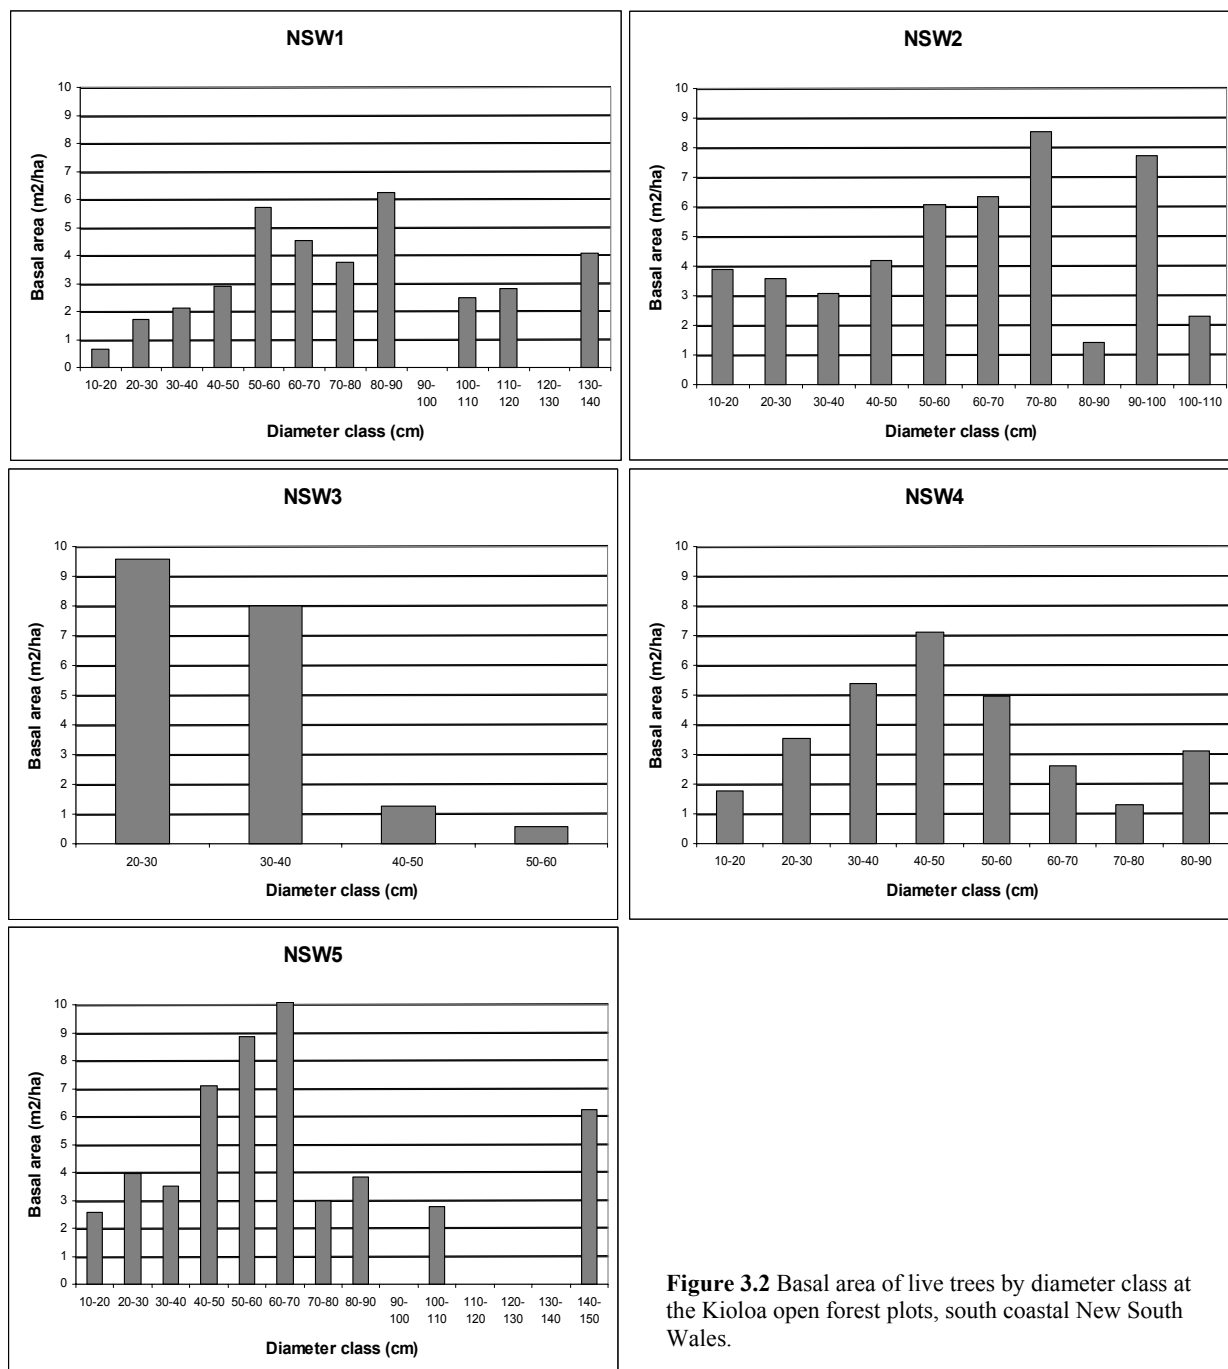 NSW1
10
9
8
7
6
5
4
3
2
1
0
Basal area (m2/ha)
10-20 20-30 30-40 40-50 50-60 60-70 70-80 80-90 90- 100- 110- 120- 130-
100 110 120 130 140
Diameter class (cm)
NSW2
10
9
8
7
6
5
4
3
2
1
0
Basal area (m2/ha)
10-20 20-30 30-40 40-50 50-60 60-70 70-80 80-90 90-100 100-110
Diameter class (cm)
NSW3
10
9
8
7
6
5
4
3
2
1
0
Basal area (m2/ha)
20-30 30-40 40-50 50-60
Diameter class (cm)
NSW4
10
9
8
7
6
5
4
3
2
1
0
Basal area (m2/ha)
10-20 20-30 30-40 40-50 50-60 60-70 70-80 80-90
Diameter class (cm)
NSW5
10
9
8
7
6
5
4
3
2
1
0
Basal area (m2/ha)
10-20 20-30 30-40 40-50 50-60 60-70 70-80 80-90 90- 100- 110- 120- 130- 140-
100 110 120 130 140 150
Diameter class (cm)
Figure 3.2 Basal area of live trees by diameter class at
the Kioloa open forest plots, south coastal New South
Wales.